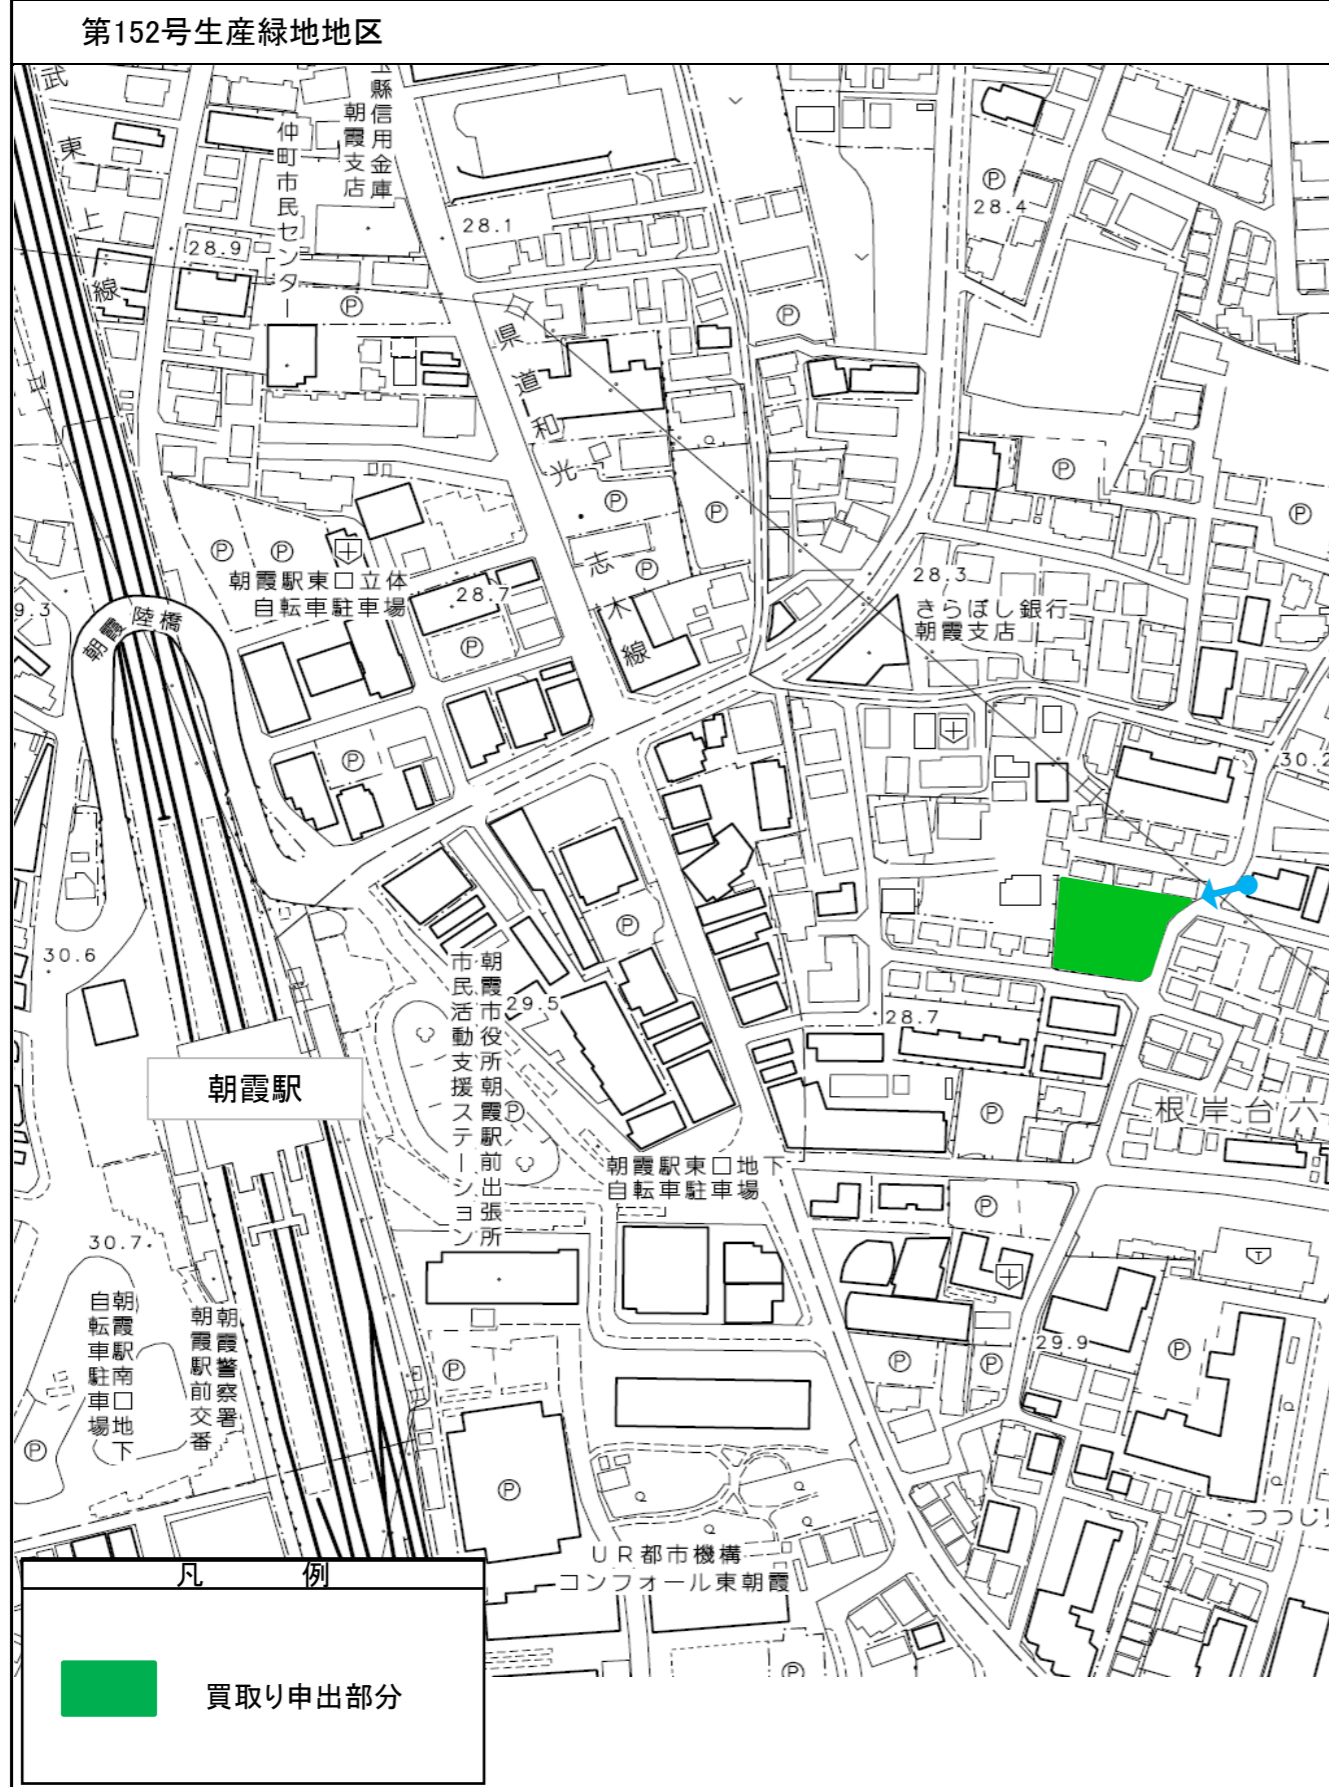 第152号生産緑地地区
武東上線
縣信用金庫
朝霞支店
仲町市民センター
28.1
28.9
28.4
県道和光志木線
朝霞駅東口立体
自転車駐車場
28.7
28.3
きらぼし銀行
朝霞支店
9.3
朝霞陸橋
30.2
30.6
朝霞市役所朝霞駅前出張所
市民活動支援ステーション
29.5
28.7
朝霞駅
根岸台六
朝霞駅東口地下
自転車駐車場
30.7
朝霞駅南口地下
自転車駐車場
朝霞警察署
朝霞駅前交番
29.9
つつじ
UR都市機構
コンフォール東朝霞
凡 例
買取り申出部分